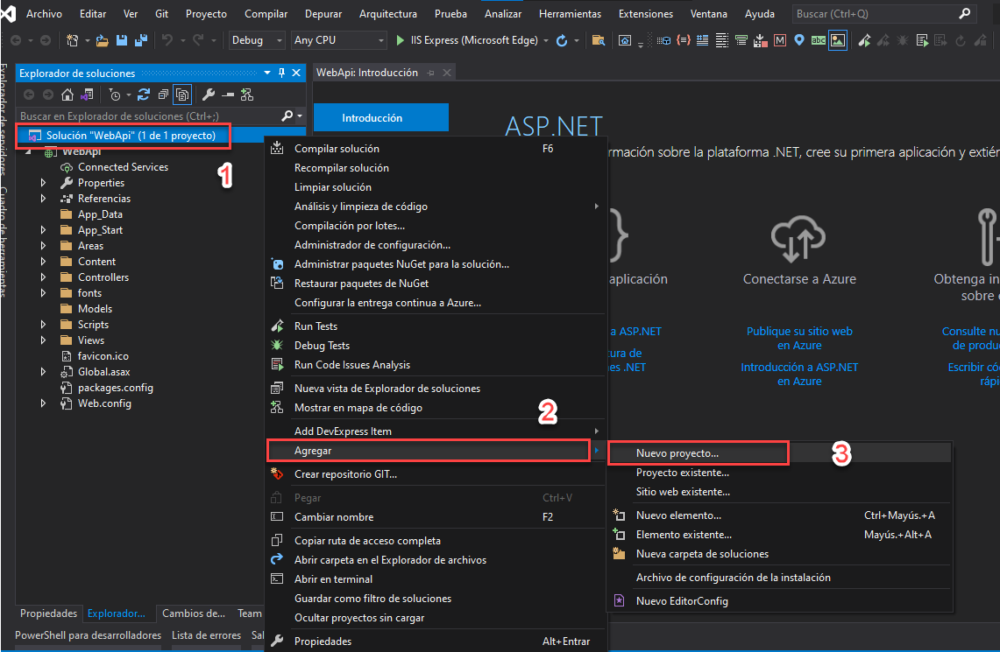 Archivo Editar Ver Git Proyecto Compilar Depurar Arquitectura Prueba Analizar Herramientas Extensiones Ventana Ayuda Buscar (Ctrl+Q)
Debug Any CPU IIS Express (Microsoft Edge)
Explorador de servidores
Cuadro de herramientas
Explorador de soluciones
WebApi: Introducción
Buscar en Explorador de soluciones (Ctrl+;)
Solución "WebApi" (1 de 1 proyecto)
1
WebApi
Connected Services
Properties
Referencias
App_Data
App_Start
Areas
Content
Controllers
fonts
Models
Scripts
Views
favicon.ico
Global.asax
packages.config
Web.config
Introducción
ASP.NET
rmación sobre la plataforma .NET, cree su primera aplicación y extié
aplicación
Conectarse a Azure
Obtenga in
sobre
a ASP.NET
tura de
es .NET
Publique su sitio web
en Azure
Introducción a ASP.NET
en Azure
Consulte nu
de produ
Escribir có
rápi
Compilar solución F6
Recompilar solución
Limpiar solución
Análisis y limpieza de código
Compilación por lotes...
Administrador de configuración...
Administrar paquetes NuGet para la solución...
Restaurar paquetes de NuGet
Configurar la entrega continua a Azure...
Run Tests
Debug Tests
Run Code Issues Analysis
Nueva vista de Explorador de soluciones
Mostrar en mapa de código
2
Add DevExpress Item
Agregar
Crear repositorio GIT...
Pegar Ctrl+V
Cambiar nombre F2
Copiar ruta de acceso completa
Abrir carpeta en el Explorador de archivos
Abrir en terminal
Guardar como filtro de soluciones
Ocultar proyectos sin cargar
Propiedades Alt+Entrar
Nuevo proyecto...
3
Proyecto existente...
Sitio web existente...
Nuevo elemento... Ctrl+Mayús.+A
Elemento existente... Mayús.+Alt+A
Nueva carpeta de soluciones
Archivo de configuración de la instalación
Nuevo EditorConfig
Propiedades Explorador... Cambios de... Team
PowerShell para desarrolladores Lista de errores Sal